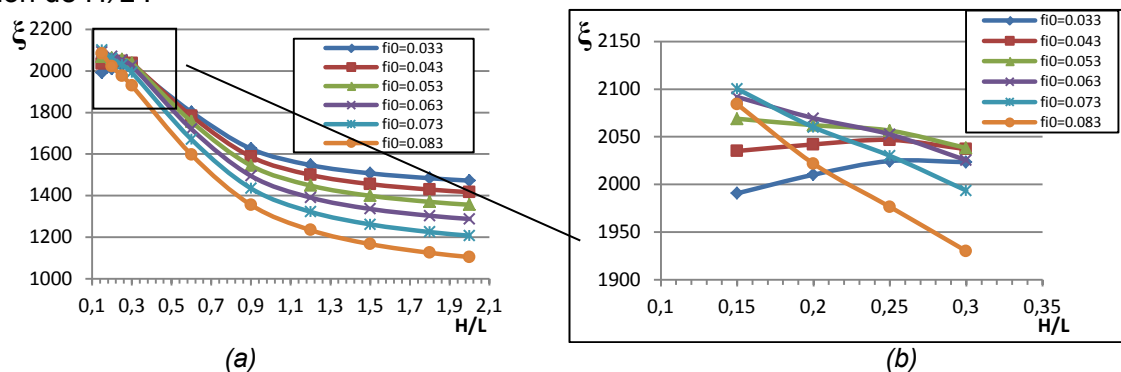 ξ
2200
2000
1800
1600
1400
1200
1000
0,1 0,3 0,5 0,7 0,9 1,1 1,3 1,5 1,7 1,9 2,1
H/L
fi0=0.033
fi0=0.043
fi0=0.053
fi0=0.063
fi0=0.073
fi0=0.083
(a)
ξ
2150
2100
2050
2000
1950
1900
0,1 0,15 0,2 0,25 0,3 0,35
H/L
fi0=0.033
fi0=0.043
fi0=0.053
fi0=0.063
fi0=0.073
fi0=0.083
(b)